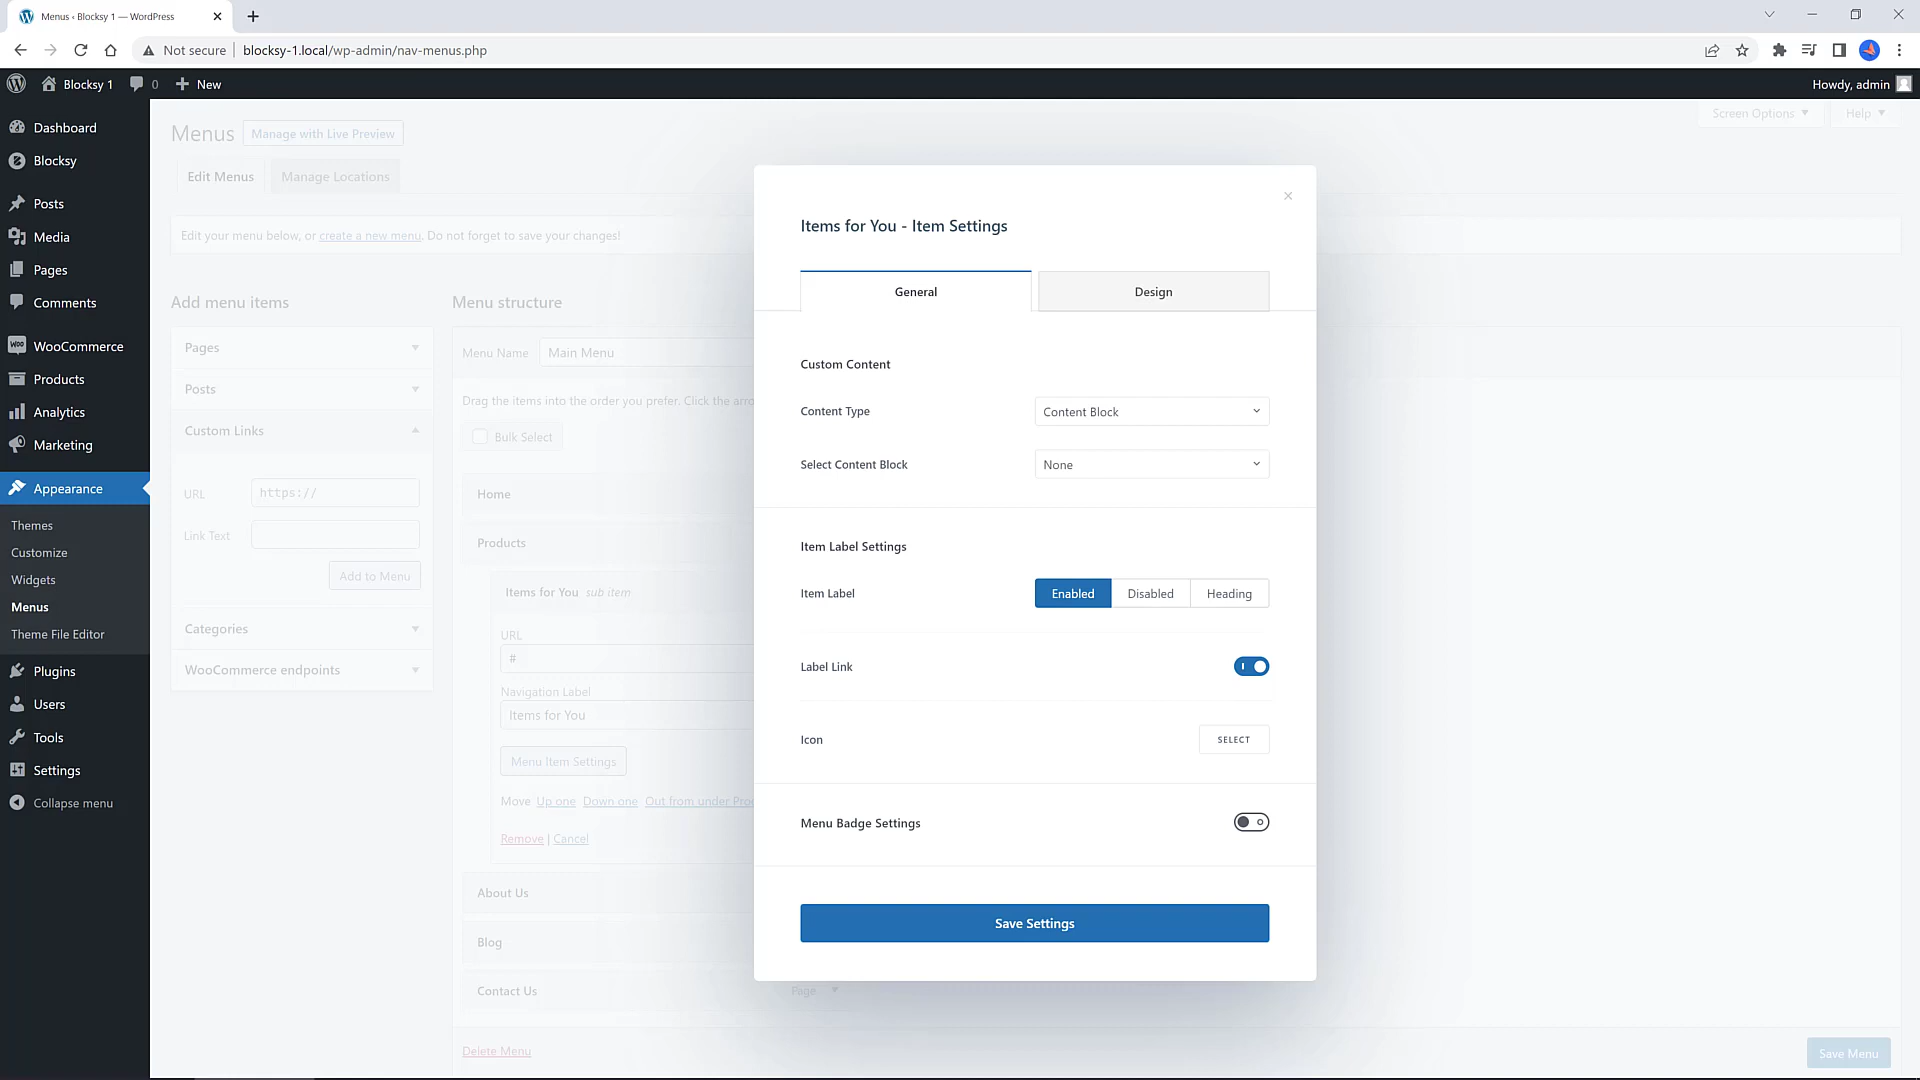 Menus ‹ Blocksy 1 — WordPress
Not secure
blocksy-1.local/wp-admin/nav-menus.php
Blocksy 1
0
New
Howdy, admin
Dashboard
Blocksy
Posts
Media
Pages
Comments
WooCommerce
Products
Analytics
Marketing
Appearance
Themes
Customize
Widgets
Menus
Theme File Editor
Plugins
Users
Tools
Settings
Collapse menu
Menus
Manage with Live Preview
Screen Options
Help
Edit Menus
Manage Locations
Edit your menu below, or create a new menu. Do not forget to save your changes!
Add menu items
Pages
Posts
Custom Links
URL
https://
Link Text
Add to Menu
Categories
WooCommerce endpoints
Menu structure
Menu Name
Main Menu
Drag the items into the order you prefer. Click the arro
Bulk Select
Home
Products
Items for You sub item
URL
#
Navigation Label
Items for You
Menu Item Settings
Move Up one Down one Out from under Pro
Remove | Cancel
About Us
Blog
Contact Us
Page
Delete Menu
Save Menu
Items for You - Item Settings
General
Design
Custom Content
Content Type
Content Block
Select Content Block
None
Item Label Settings
Item Label
Enabled
Disabled
Heading
Label Link
Icon
SELECT
Menu Badge Settings
Save Settings